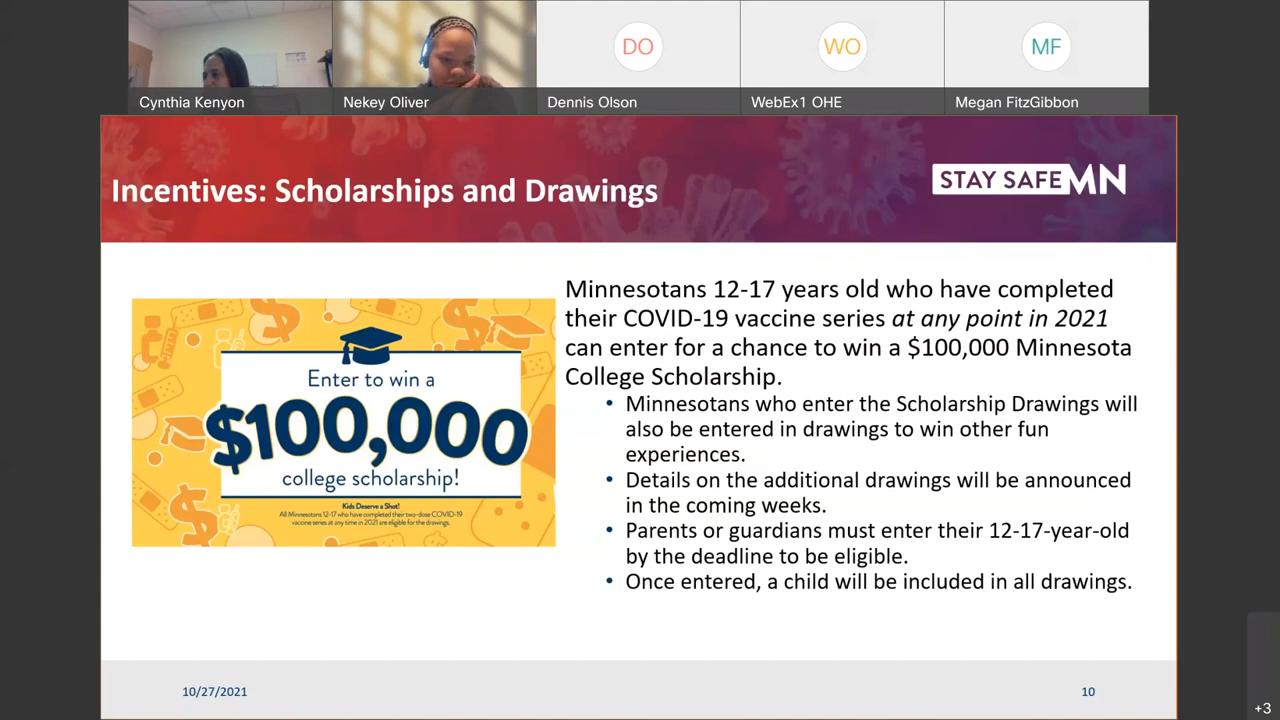 DO
WO
MF
Cynthia Kenyon
Nekey Oliver
Dennis Olson
WebEx1 OHE
Megan FitzGibbon
Incentives: Scholarships and Drawings
STAY SAFE MN
Minnesotans 12-17 years old who have completed
their COVID-19 vaccine series at any point in 2021
can enter for a chance to win a $100,000 Minnesota
College Scholarship.
• Minnesotans who enter the Scholarship Drawings will
also be entered in drawings to win other fun
experiences.
• Details on the additional drawings will be announced
in the coming weeks.
• Parents or guardians must enter their 12-17-year-old
by the deadline to be eligible.
• Once entered, a child will be included in all drawings.
Enter to win a
$100,000
college scholarship!
Kids Deserve a Shot!
All Minnesotans 12-17 who have completed their two-dose COVID-19
vaccine series at any time in 2021 are eligible for the drawings.
10/27/2021
10
+3